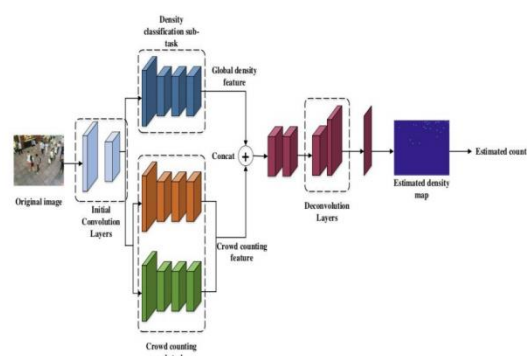 Density
classification sub-
task
Global density
feature
Original image
Initial
Convolution
Layers
Concat
Deconvolution
Layers
Estimated density
map
Estimated count
Crowd counting
feature
Crowd counting